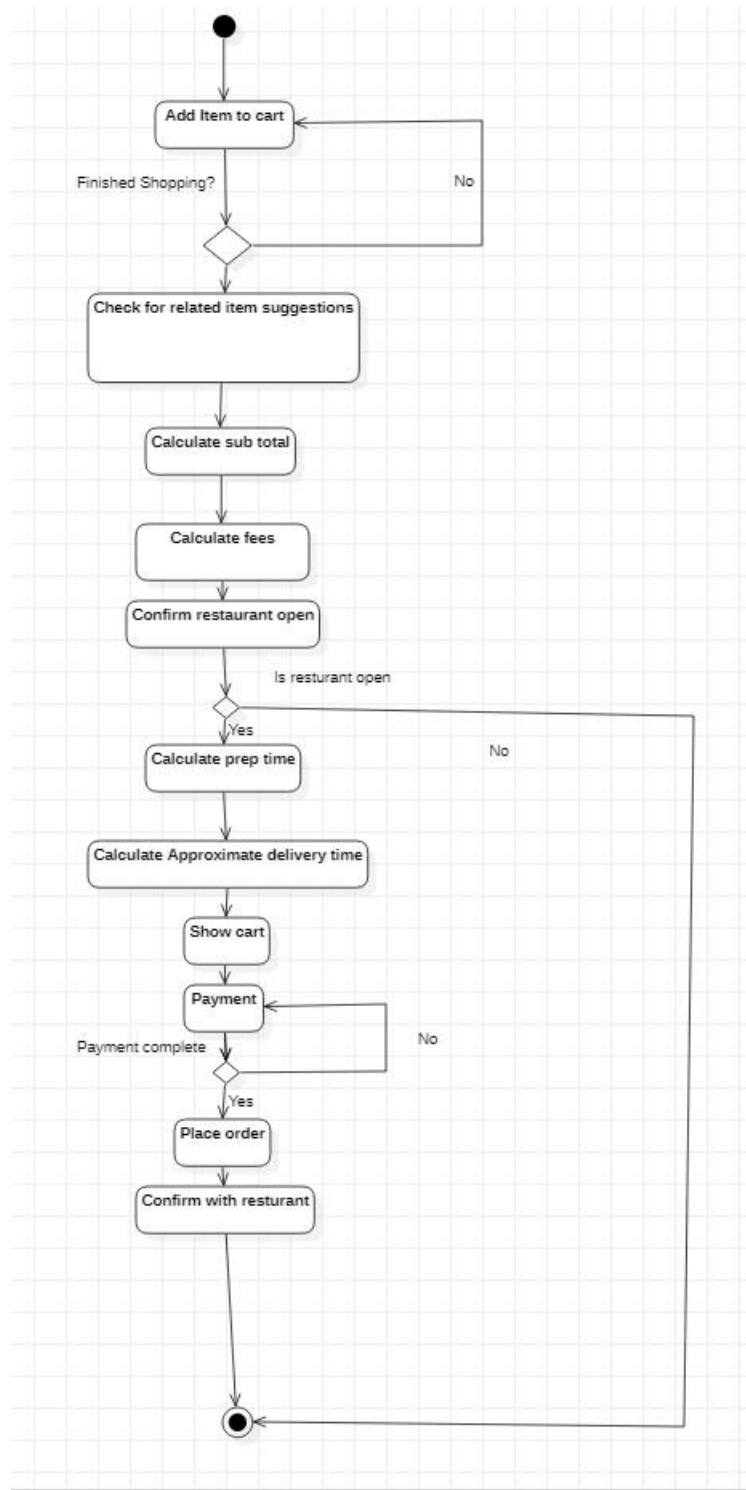 Add Item to cart
Finished Shopping?
No
Check for related item suggestions
Calculate sub total
Calculate fees
Confirm restaurant open
Is resturant open
Yes
No
Calculate prep time
Calculate Approximate delivery time
Show cart
Payment
Payment complete
No
Yes
Place order
Confirm with resturant